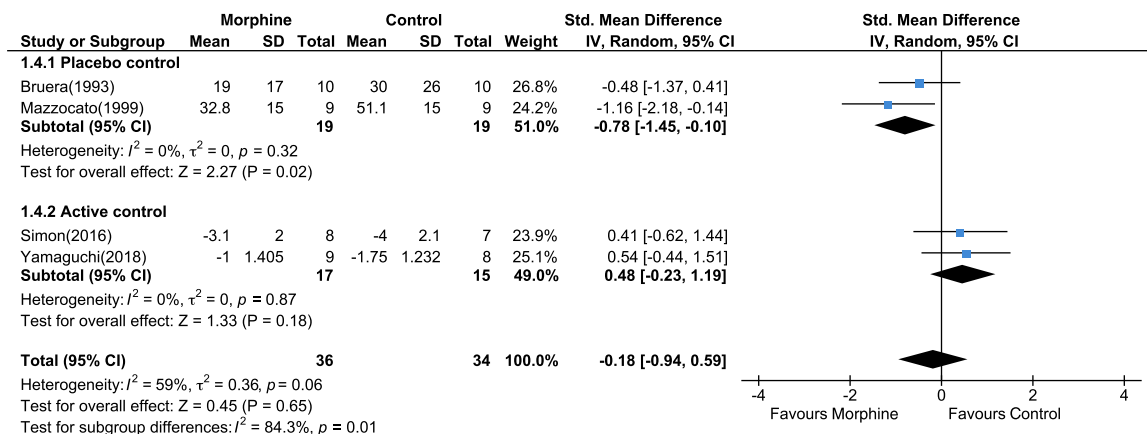 Morphine Control Std. Mean Difference Std. Mean Difference
Study or Subgroup Mean SD Total Mean SD Total Weight IV, Random, 95% CI IV, Random, 95% CI
1.4.1 Placebo control
Bruera(1993) 19 17 10 30 26 10 26.8% -0.48 [-1.37, 0.41]
Mazzocato(1999) 32.8 15 9 51.1 15 9 24.2% -1.16 [-2.18, -0.14]
Subtotal (95% CI) 19 19 51.0% -0.78 [-1.45, -0.10]
Heterogeneity: I² = 0%, τ² = 0, p = 0.32
Test for overall effect: Z = 2.27 (P = 0.02)
1.4.2 Active control
Simon(2016) -3.1 2 8 -4 2.1 7 23.9% 0.41 [-0.62, 1.44]
Yamaguchi(2018) -1 1.405 9 -1.75 1.232 8 25.1% 0.54 [-0.44, 1.51]
Subtotal (95% CI) 17 15 49.0% 0.48 [-0.23, 1.19]
Heterogeneity: I² = 0%, τ² = 0, p = 0.87
Test for overall effect: Z = 1.33 (P = 0.18)
Total (95% CI) 36 34 100.0% -0.18 [-0.94, 0.59]
Heterogeneity: I² = 59%, τ² = 0.36, p = 0.06
Test for overall effect: Z = 0.45 (P = 0.65)
Test for subgroup differences: I² = 84.3%, p = 0.01
-4 -2 0 2 4
Favours Morphine Favours Control